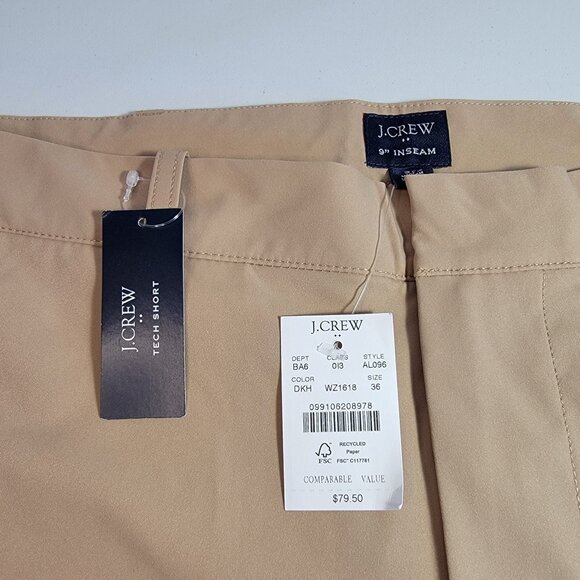 J.CREW
9" INSEAM
J.CREW
TECH SHORT
J.CREW
DEPT CLASS STYLE
BA6 013 AL096
COLOR SIZE
DKH WZ1618 36
099106208978
FSC
RECYCLED
Paper
FSC® C117781
COMPARABLE VALUE
$79.50